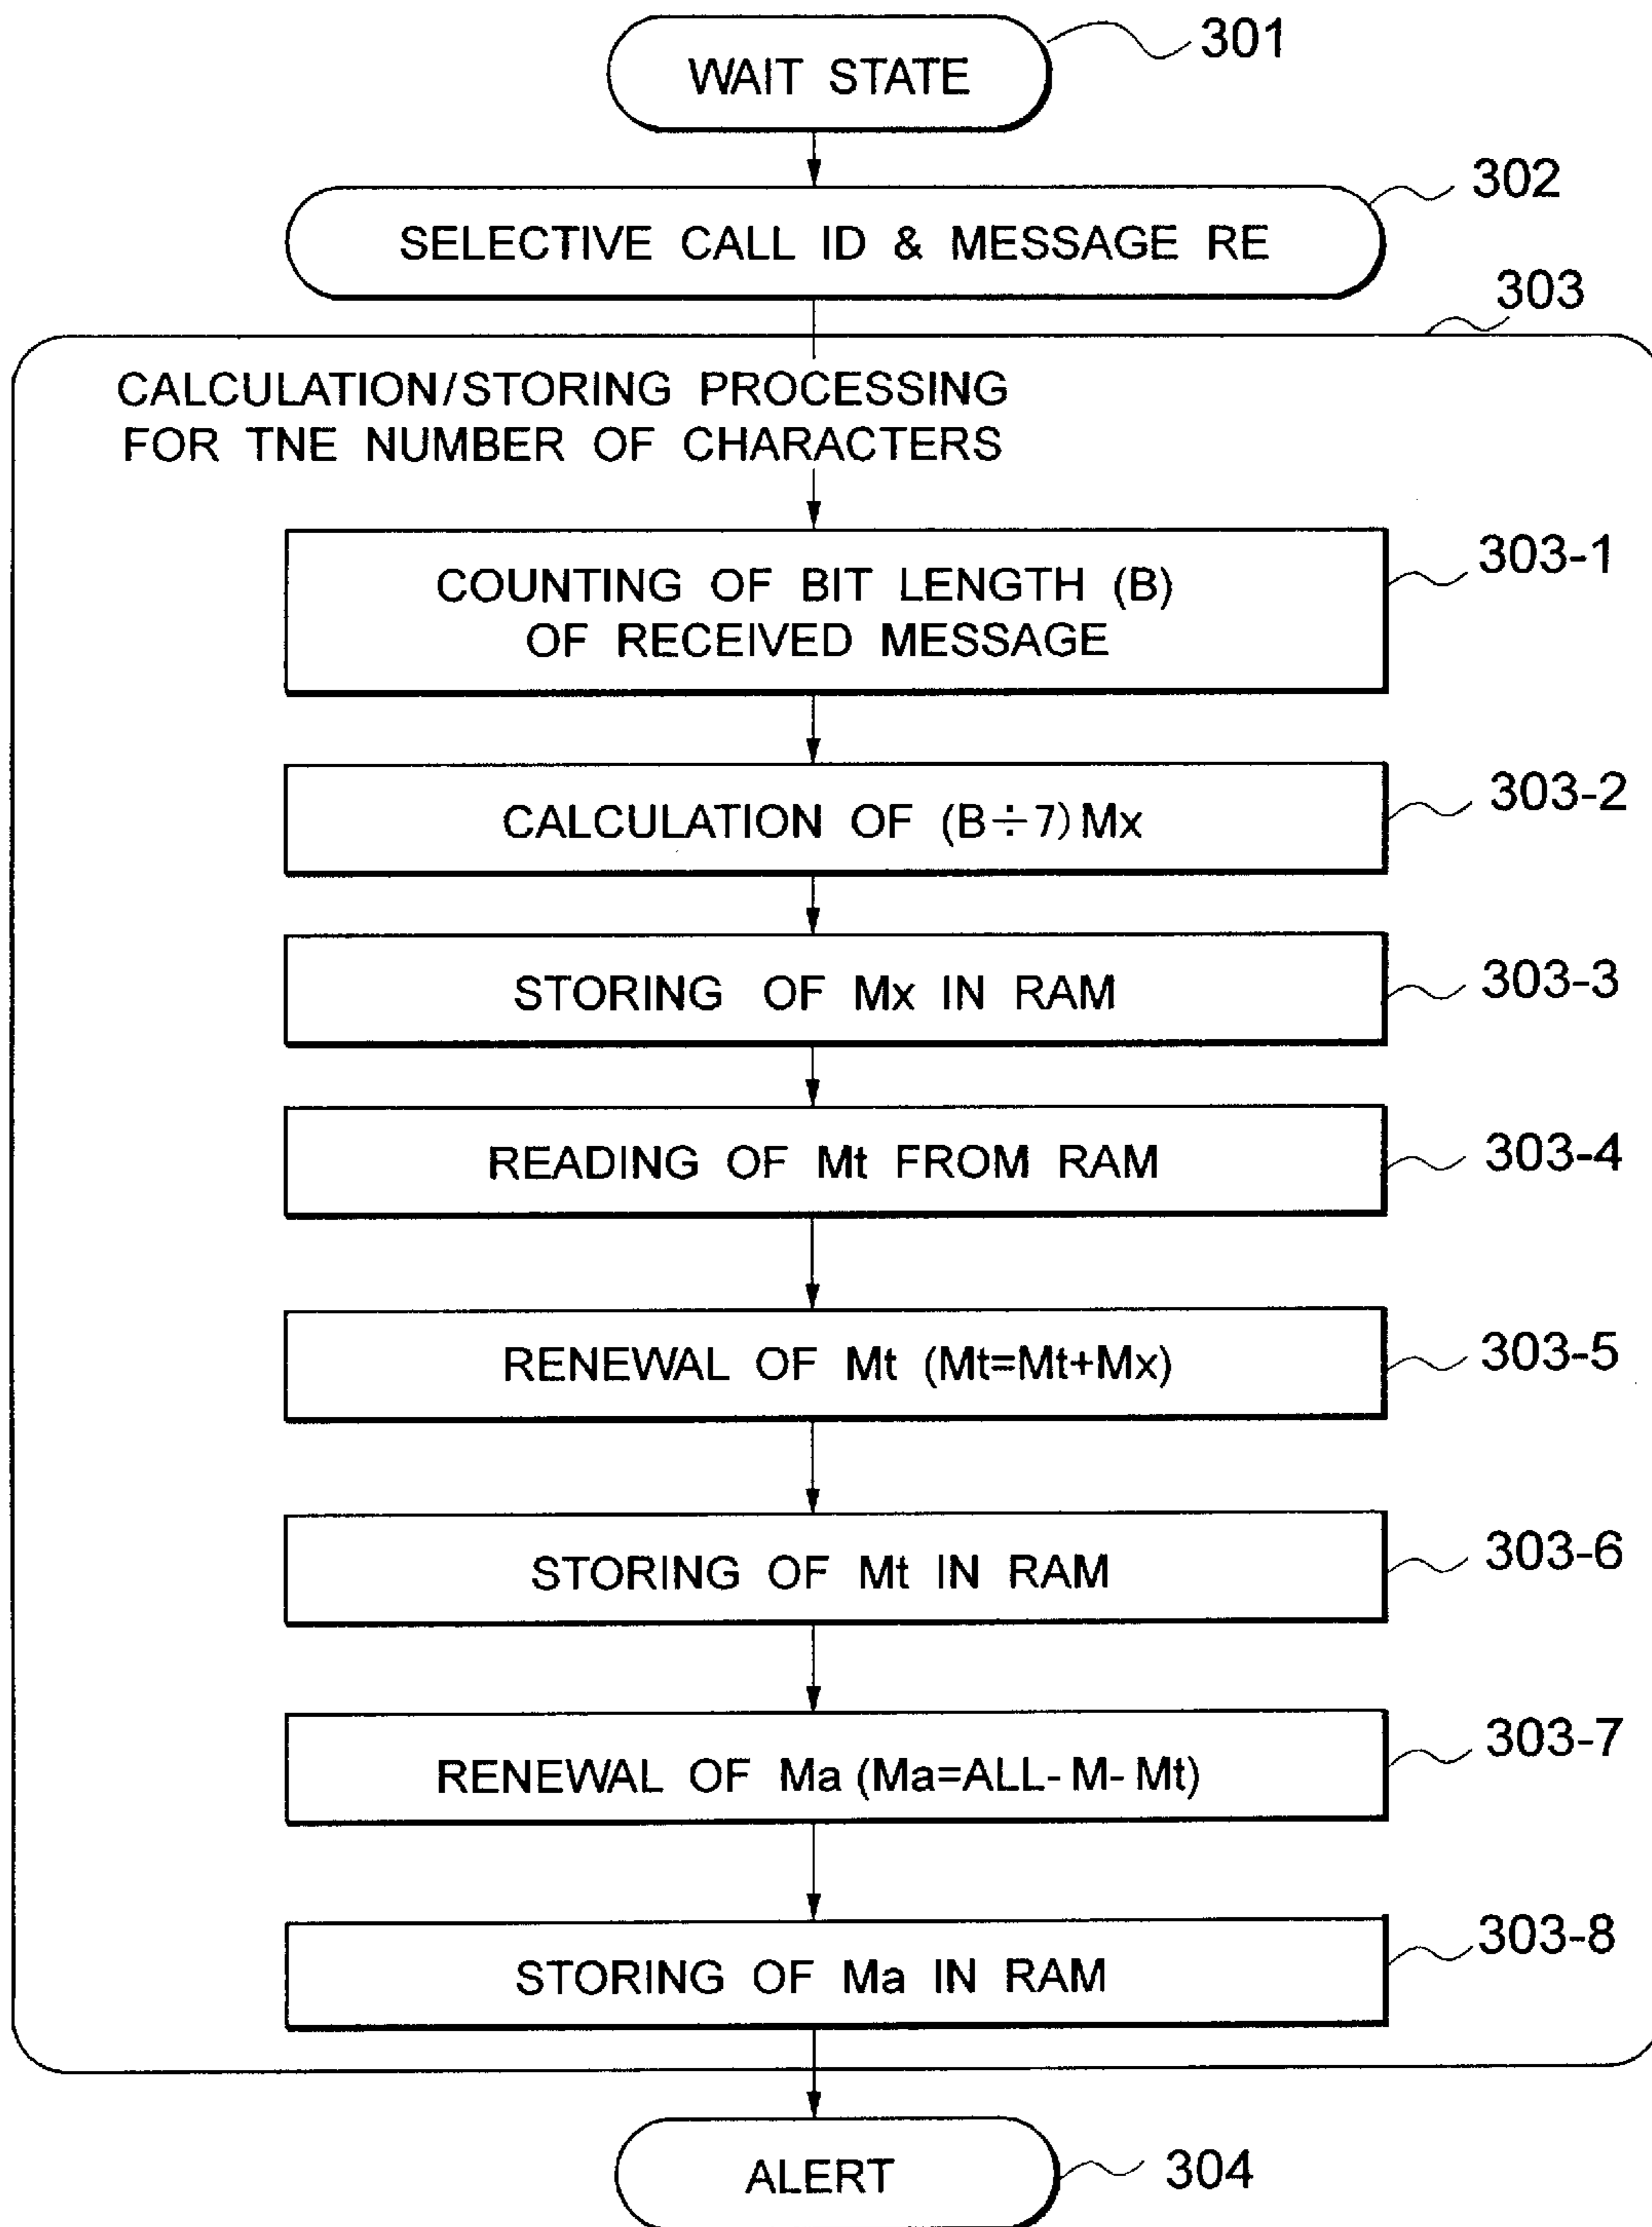 WAIT STATE
301
SELECTIVE CALL ID & MESSAGE RE
302
303
CALCULATION/STORING PROCESSING
FOR TNE NUMBER OF CHARACTERS
COUNTING OF BIT LENGTH (B)
OF RECEIVED MESSAGE
303-1
CALCULATION OF (B÷7) Mx
303-2
STORING OF Mx IN RAM
303-3
READING OF Mt FROM RAM
303-4
RENEWAL OF Mt (Mt=Mt+Mx)
303-5
STORING OF Mt IN RAM
303-6
RENEWAL OF Ma (Ma=ALL- M- Mt)
303-7
STORING OF Ma IN RAM
303-8
ALERT
304